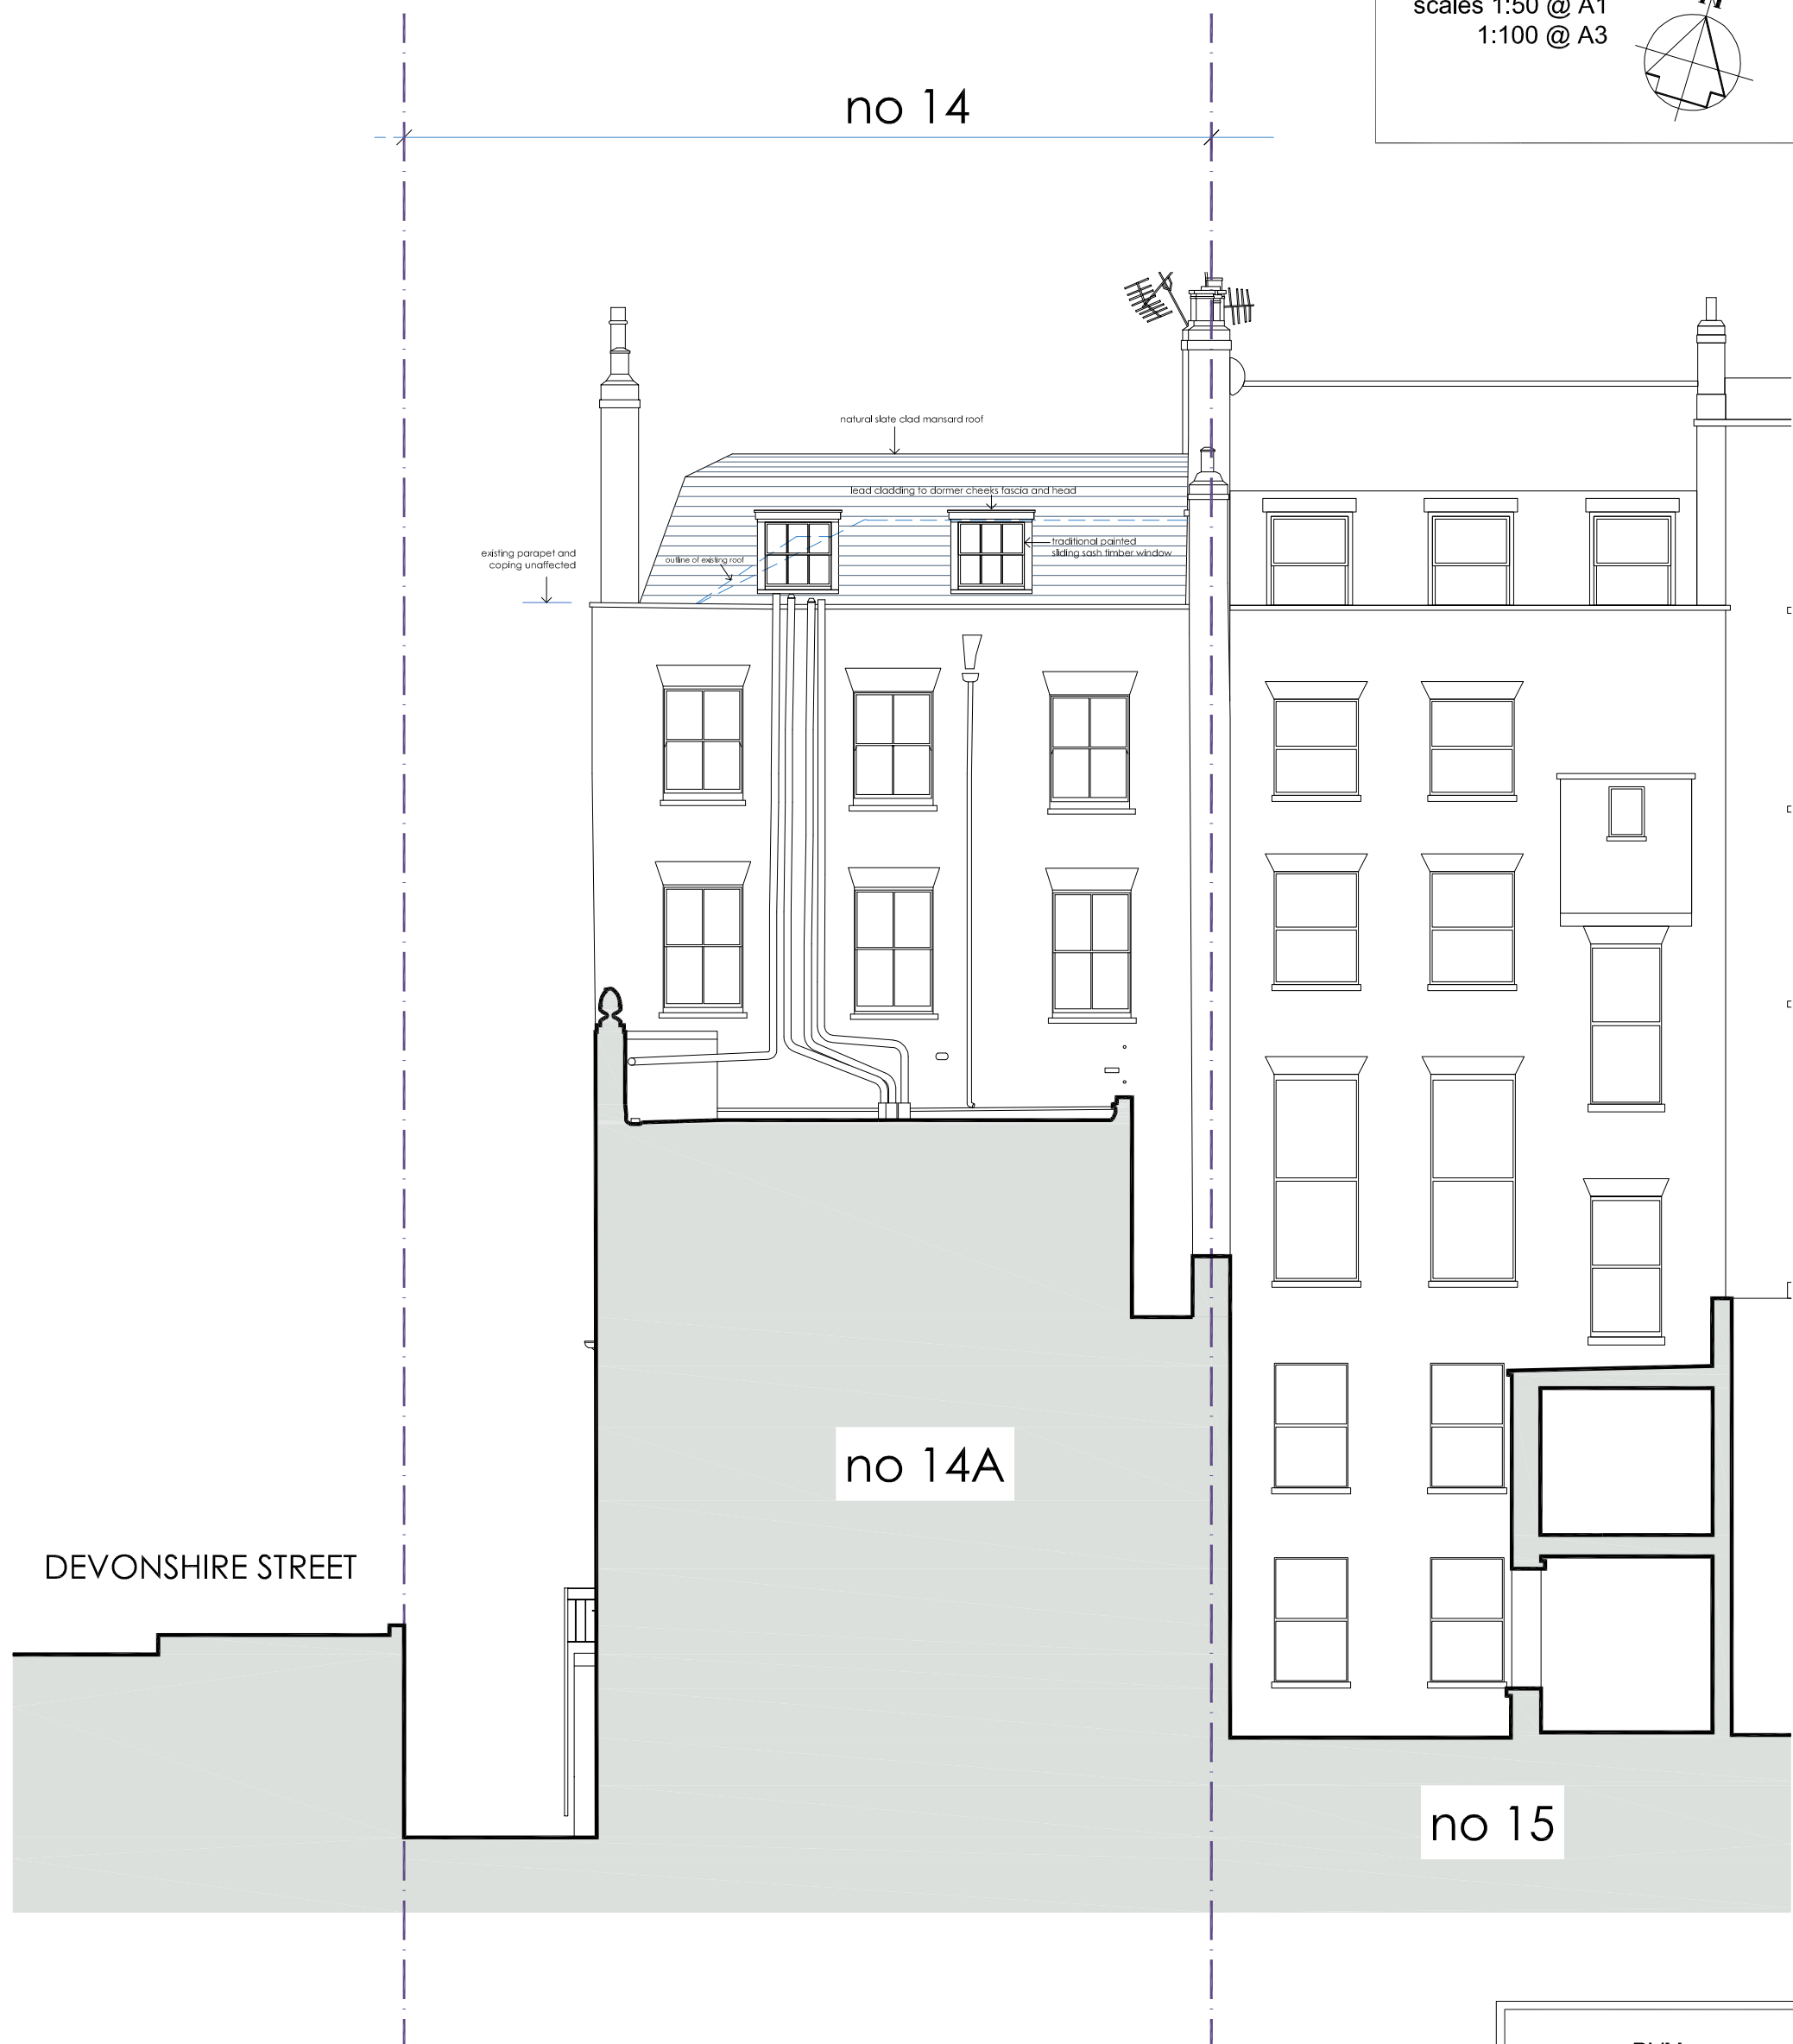 scales 1:50 @ A1
1:100 @ A3
no 14
natural slate clad mansard roof
lead cladding to dormer cheeks fascia and head
traditional painted
sliding sash timber window
existing parapet and
coping unaffected
outline of existing roof
no 14A
DEVONSHIRE STREET
no 15